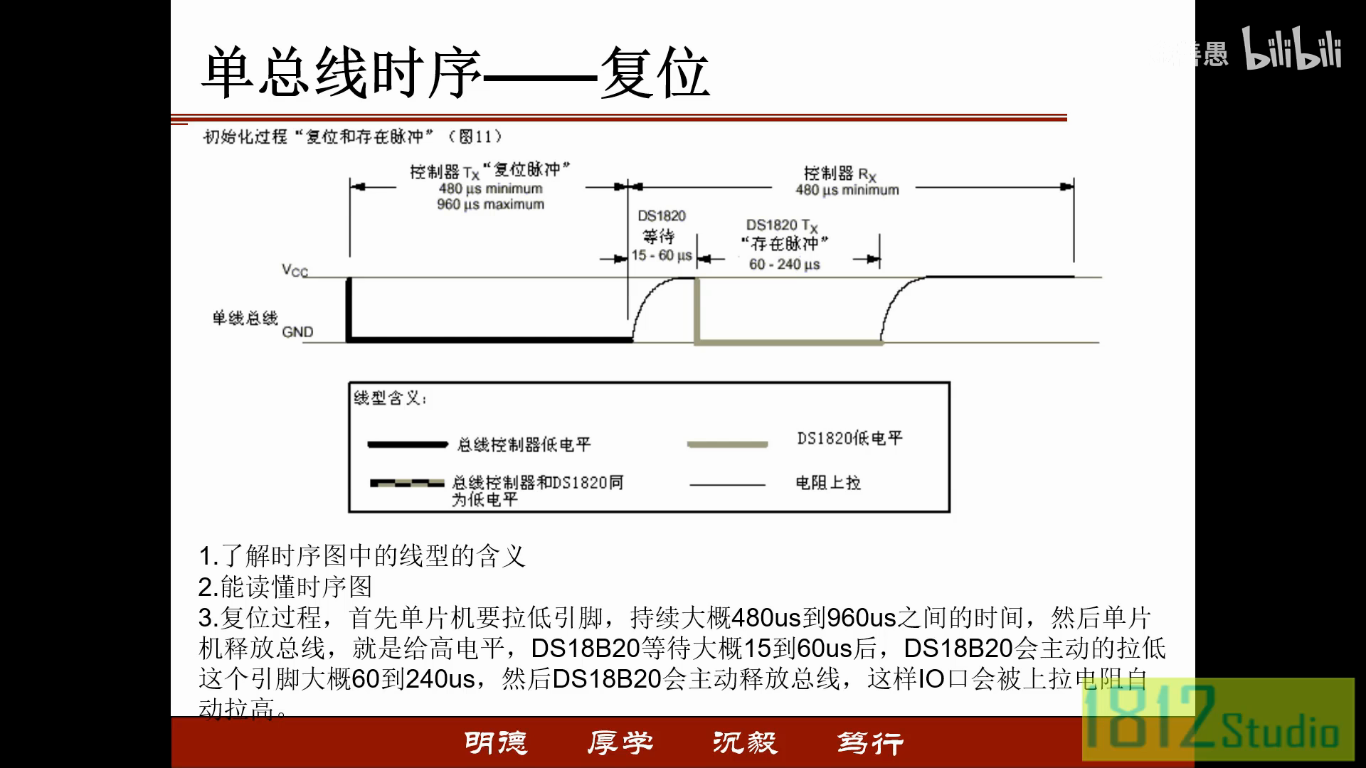 单总线时序——复位
愚 bilibili
初始化过程“复位和存在脉冲”（图11）
控制器 TX “复位脉冲”
480 µs minimum
960 µs maximum
控制器 RX
480 µs minimum
DS1820
等待
15 - 60 µs
DS1820 TX
“存在脉冲”
60 - 240 µs
VCC
单线总线
GND
线型含义：
总线控制器低电平
DS1820低电平
总线控制器和DS1820同
为低电平
电阻上拉
1.了解时序图中的线型的含义
2.能读懂时序图
3.复位过程，首先单片机要拉低引脚，持续大概480us到960us之间的时间，然后单片
机释放总线，就是给高电平，DS18B20等待大概15到60us后，DS18B20会主动的拉低
这个引脚大概60到240us，然后DS18B20会主动释放总线，这样IO口会被上拉电阻自
动拉高。
明德 厚学 沉毅 笃行
1812 Studio